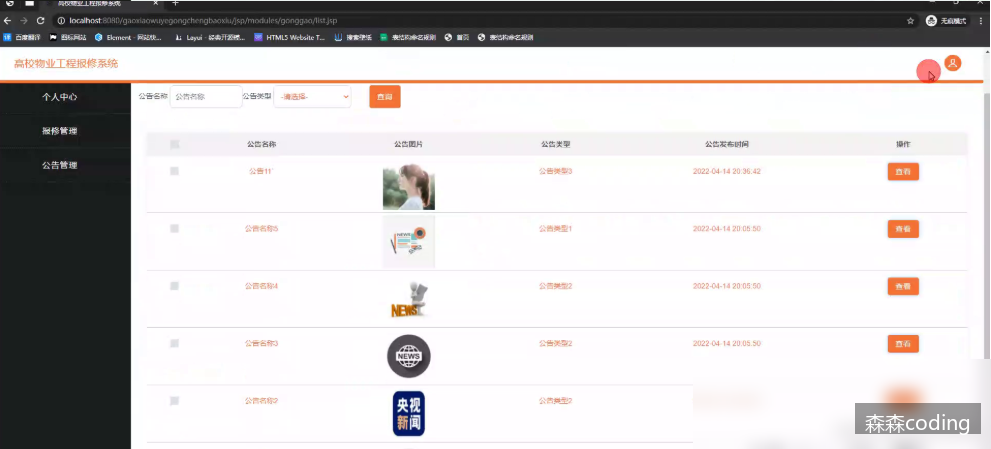 高校物业工程报修系统
localhost:8080/gaoxiaowuyegongchengbaoxiu/jsp/modules/gonggao/list.jsp
无痕模式
百度翻译 图标网站 Element - 网站快... Layui - 经典开源模... HTML5 Website T... 搜索壁纸 表结构命名规则 首页 表结构命名规则
高校物业工程报修系统
个人中心
报修管理
公告管理
公告名称 公告名称 公告类型 -请选择- 查询
公告名称 公告图片 公告类型 公告发布时间 操作
公告11 公告类型3 2022-04-14 20:36:42 查看
公告名称5 NEWS 公告类型1 2022-04-14 20:05:50 查看
公告名称4 NEWS 公告类型2 2022-04-14 20:05:50 查看
公告名称3 NEWS 公告类型2 2022-04-14 20:05:50 查看
公告名称2 央视新闻 公告类型2
森森coding